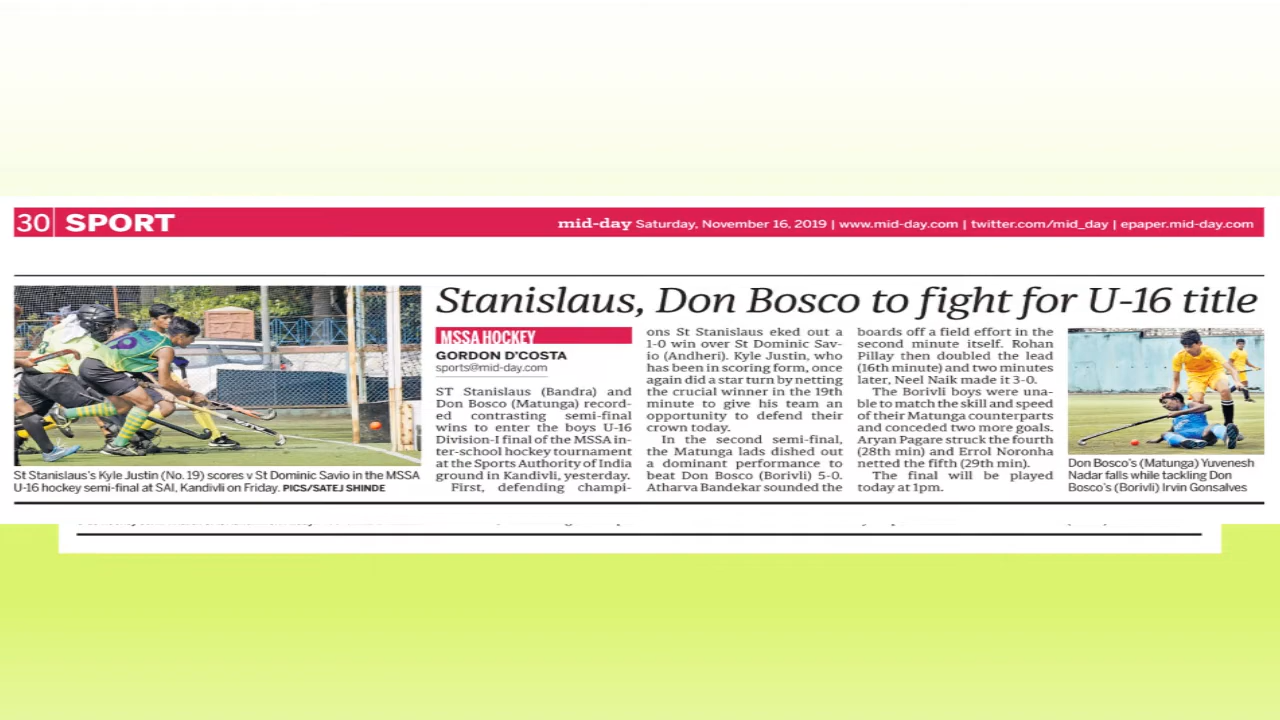 30 SPORT
mid-day Saturday, November 16, 2019 | www.mid-day.com | twitter.com/mid_day | epaper.mid-day.com
Stanislaus, Don Bosco to fight for U-16 title
MSSA HOCKEY
GORDON D'COSTA
sports@mid-day.com
ST Stanislaus (Bandra) and
Don Bosco (Matunga) record-
ed contrasting semi-final
wins to enter the boys U-16
Division-I final of the MSSA in-
ter-school hockey tournament
at the Sports Authority of India
ground in Kandivli, yesterday.
First, defending champi-
ons St Stanislaus eked out a
1-0 win over St Dominic Sav-
io (Andheri). Kyle Justin, who
has been in scoring form, once
again did a star turn by netting
the crucial winner in the 19th
minute to give his team an
opportunity to defend their
crown today.
In the second semi-final,
the Matunga lads dished out
a dominant performance to
beat Don Bosco (Borivli) 5-0.
Atharva Bandekar sounded the
boards off a field effort in the
second minute itself. Rohan
Pillay then doubled the lead
(16th minute) and two minutes
later, Neel Naik made it 3-0.
The Borivli boys were una-
ble to match the skill and speed
of their Matunga counterparts
and conceded two more goals.
Aryan Pagare struck the fourth
(28th min) and Errol Noronha
netted the fifth (29th min).
The final will be played
today at 1pm.
St Stanislaus's Kyle Justin (No. 19) scores v St Dominic Savio in the MSSA
U-16 hockey semi-final at SAI, Kandivli on Friday. PICS/SATEJ SHINDE
Don Bosco's (Matunga) Yuvenesh
Nadar falls while tackling Don
Bosco's (Borivli) Irvin Gonsalves